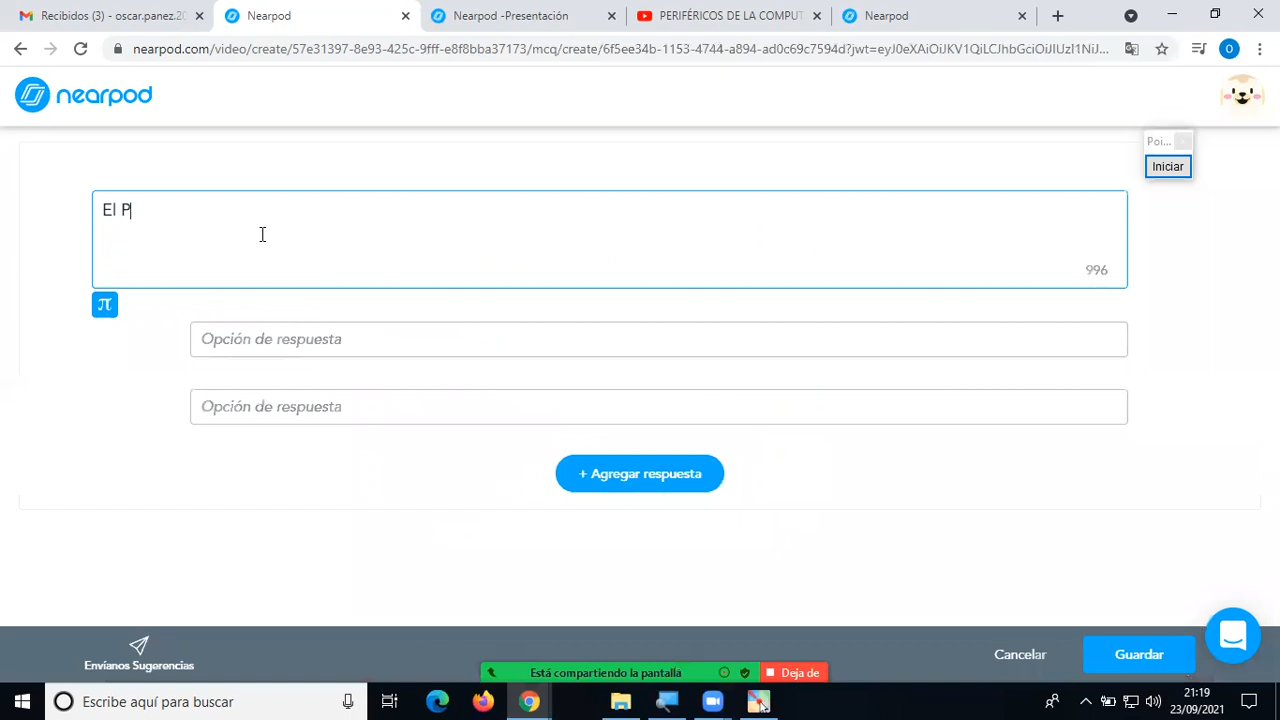 Recibidos (3) - oscar.panez.20
Nearpod
Nearpod -Presentación
PERIFÉRICOS DE LA COMPUT
Nearpod
nearpod.com/video/create/57e31397-8e93-425c-9fff-e8f8bba37173/mcq/create/6f5ee34b-1153-4744-a894-ad0c69c7594d?jwt=eyJ0eXAiOiJKV1QiLCJhbGciOiJIUzI1NiJ...
O
nearpod
Poi...
Iniciar
El P
996
π
Opción de respuesta
Opción de respuesta
+ Agregar respuesta
Envíanos Sugerencias
Cancelar
Guardar
Está compartiendo la pantalla
Deja de
Escribe aquí para buscar
21:19
23/09/2021